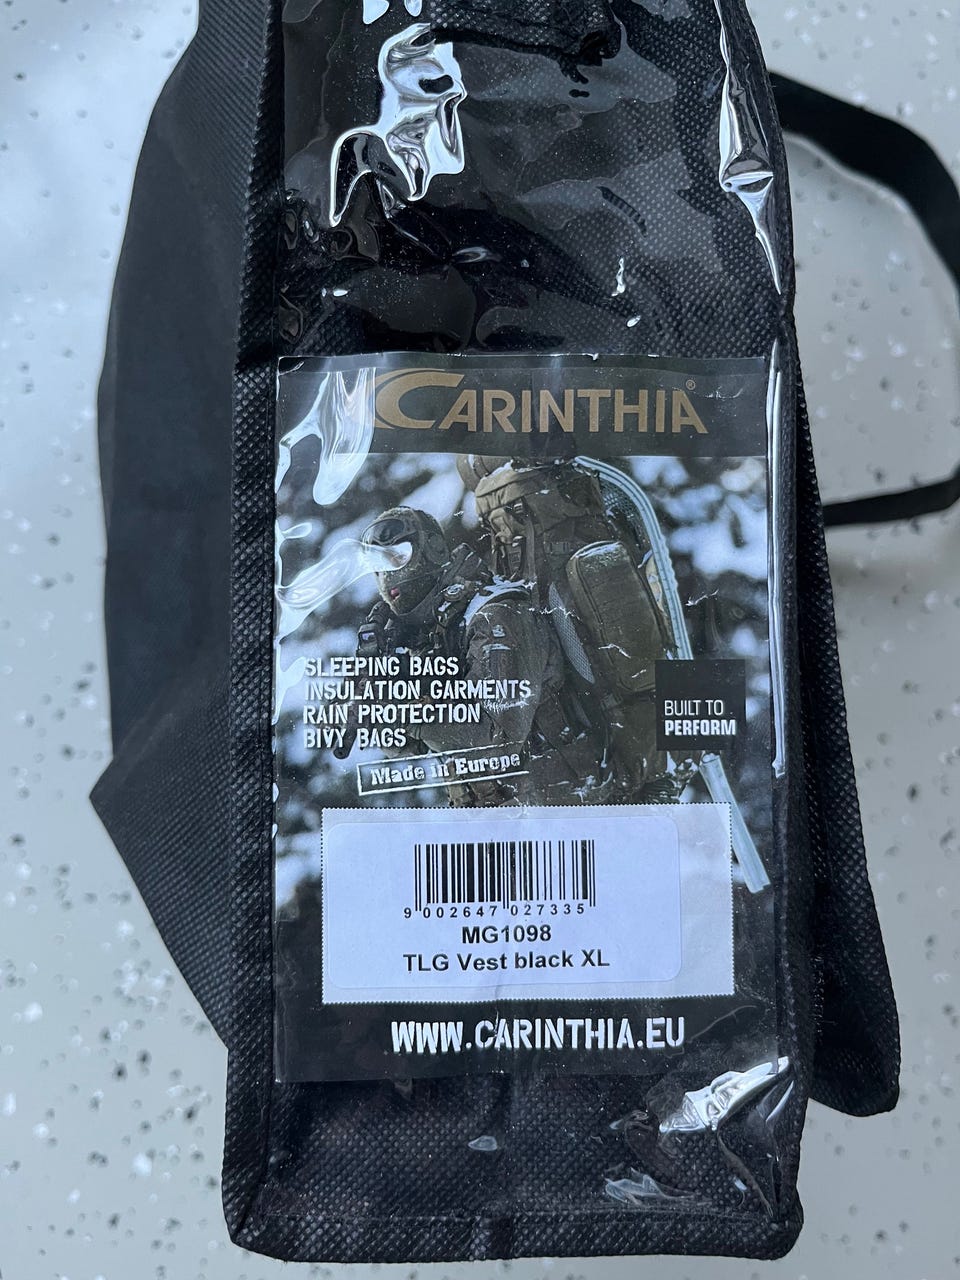 CARINTHIA®
SLEEPING BAGS
INSULATION GARMENTS
RAIN PROTECTION
BIVY BAGS
Made in Europe
BUILT TO
PERFORM
9 002647 027335
MG1098
TLG Vest black XL
WWW.CARINTHIA.EU